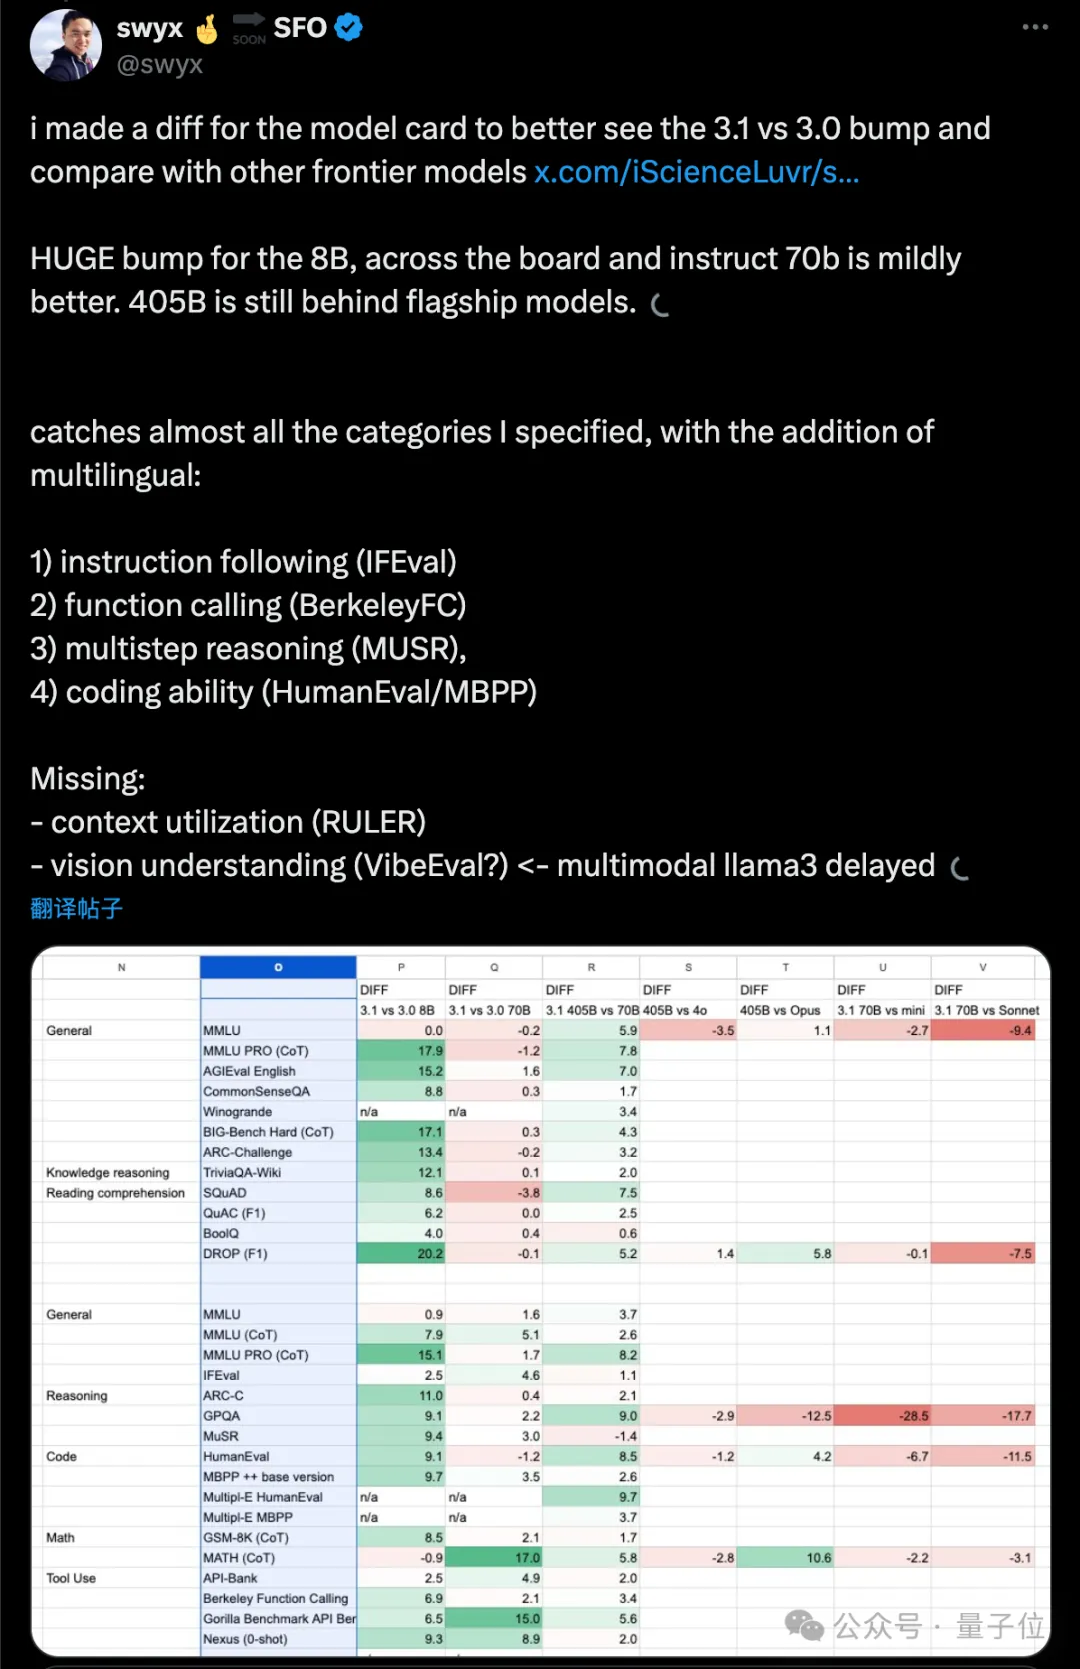 swyx 🤞 SOON SFO
@swyx
i made a diff for the model card to better see the 3.1 vs 3.0 bump and
compare with other frontier models x.com/iScienceLuvr/s...
HUGE bump for the 8B, across the board and instruct 70b is mildly
better. 405B is still behind flagship models.
catches almost all the categories I specified, with the addition of
multilingual:
1) instruction following (IFEval)
2) function calling (BerkeleyFC)
3) multistep reasoning (MUSR),
4) coding ability (HumanEval/MBPP)
Missing:
- context utilization (RULER)
- vision understanding (VibeEval?) <- multimodal llama3 delayed
翻译帖子
N O P Q R S T U V
DIFF DIFF DIFF DIFF DIFF DIFF DIFF
3.1 vs 3.0 8B 3.1 vs 3.0 70B 3.1 405B vs 70B 405B vs 4o 405B vs Opus 3.1 70B vs mini 3.1 70B vs Sonnet
General MMLU 0.0 -0.2 5.9 -3.5 1.1 -2.7 -9.4
MMLU PRO (CoT) 17.9 -1.2 7.8
AGIEval English 15.2 1.6 7.0
CommonSenseQA 8.8 0.3 1.7
Winogrande n/a n/a 3.4
BIG-Bench Hard (CoT) 17.1 0.3 4.3
ARC-Challenge 13.4 -0.2 3.2
Knowledge reasoning TriviaQA-Wiki 12.1 0.1 2.0
Reading comprehension SQuAD 8.6 -3.8 7.5
QuAC (F1) 6.2 0.0 2.5
BoolQ 4.0 0.4 0.6
DROP (F1) 20.2 -0.1 5.2 1.4 5.8 -0.1 -7.5
General MMLU 0.9 1.6 3.7
MMLU (CoT) 7.9 5.1 2.6
MMLU PRO (CoT) 15.1 1.7 8.2
IFEval 2.5 4.6 1.1
Reasoning ARC-C 11.0 0.4 2.1
GPQA 9.1 2.2 9.0 -2.9 -12.5 -28.5 -17.7
MuSR 9.4 3.0 -1.4
Code HumanEval 9.1 -1.2 8.5 -1.2 4.2 -6.7 -11.5
MBPP ++ base version 9.7 3.5 2.6
Multipl-E HumanEval n/a n/a 9.7
Multipl-E MBPP n/a n/a 3.7
Math GSM-8K (CoT) 8.5 2.1 1.7
MATH (CoT) -0.9 17.0 5.8 -2.8 10.6 -2.2 -3.1
Tool Use API-Bank 2.5 4.9 2.0
Berkeley Function Calling 6.9 2.1 3.4
Gorilla Benchmark API Ber 6.5 15.0 5.6
Nexus (0-shot) 9.3 8.9 2.0
公众号 · 量子位